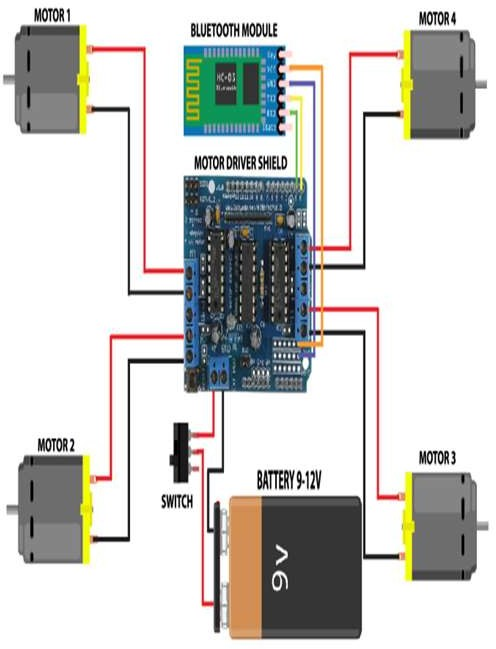 MOTOR 1
MOTOR 4
BLUETOOTH MODULE
HC-05
Bluetooth
MOTOR DRIVER SHIELD
MOTOR 2
MOTOR 3
SWITCH
BATTERY 9-12V
9V